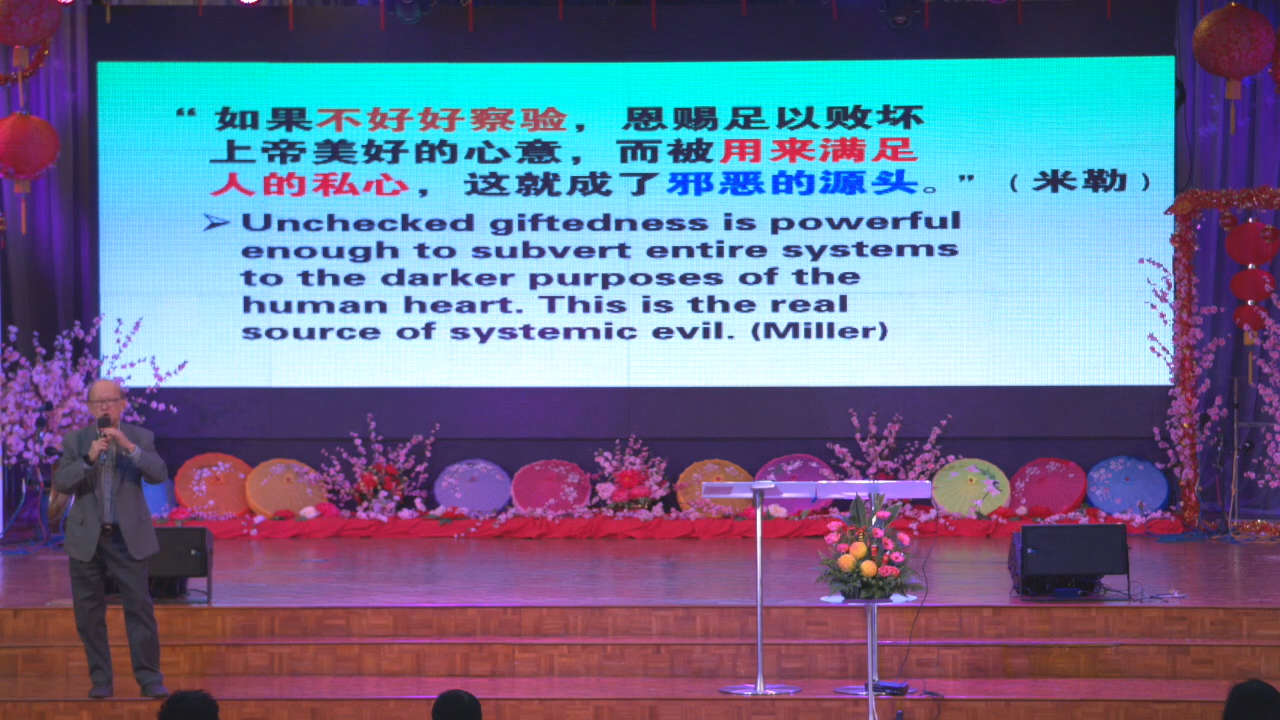 “ 如果不好好察验，恩赐足以败坏
上帝美好的心意，而被用来满足
人的私心，这就成了邪恶的源头。”（米勒）
➢ Unchecked giftedness is powerful
enough to subvert entire systems
to the darker purposes of the
human heart. This is the real
source of systemic evil. (Miller)